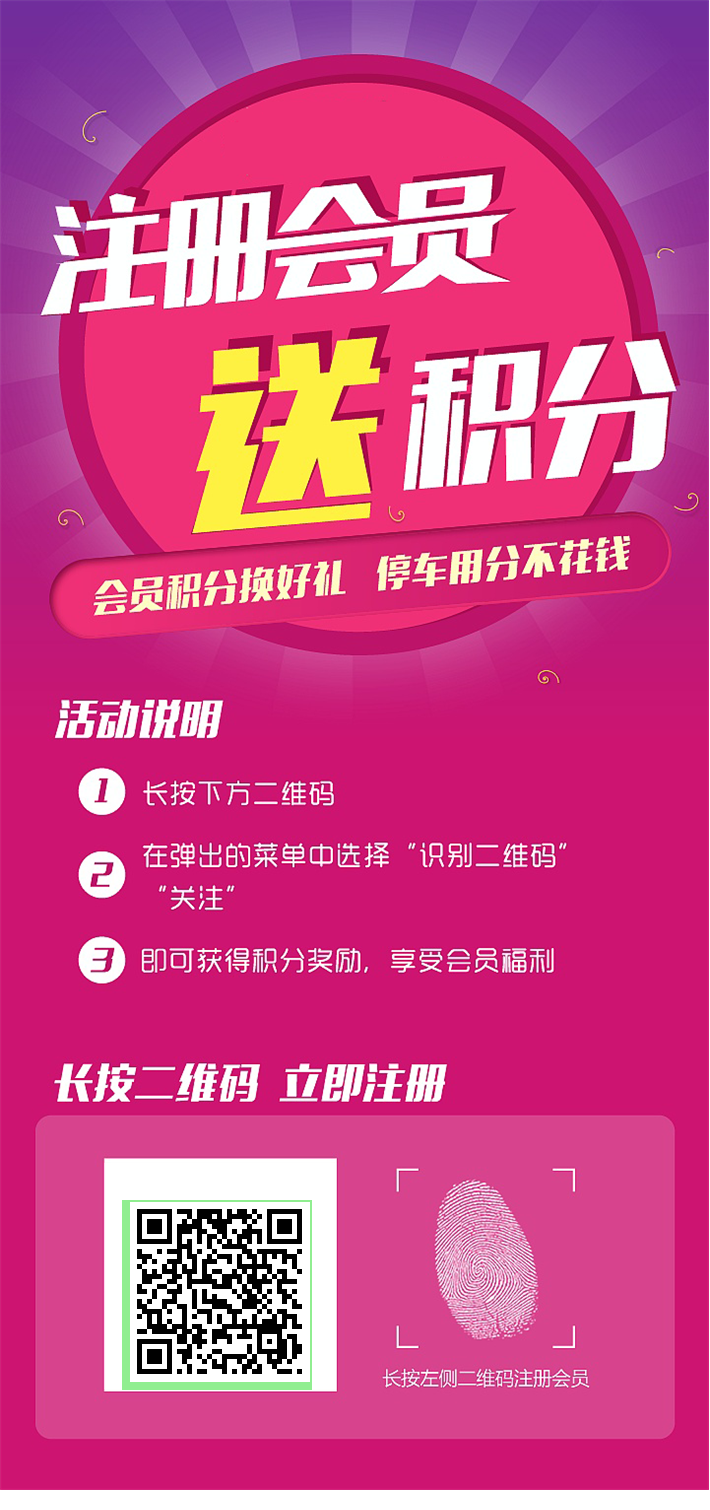 注册会员
送积分
会员积分换好礼 停车用分不花钱
活动说明
1 长按下方二维码
2 在弹出的菜单中选择“识别二维码”
“关注”
3 即可获得积分奖励，享受会员福利
长按二维码 立即注册
长按左侧二维码注册会员